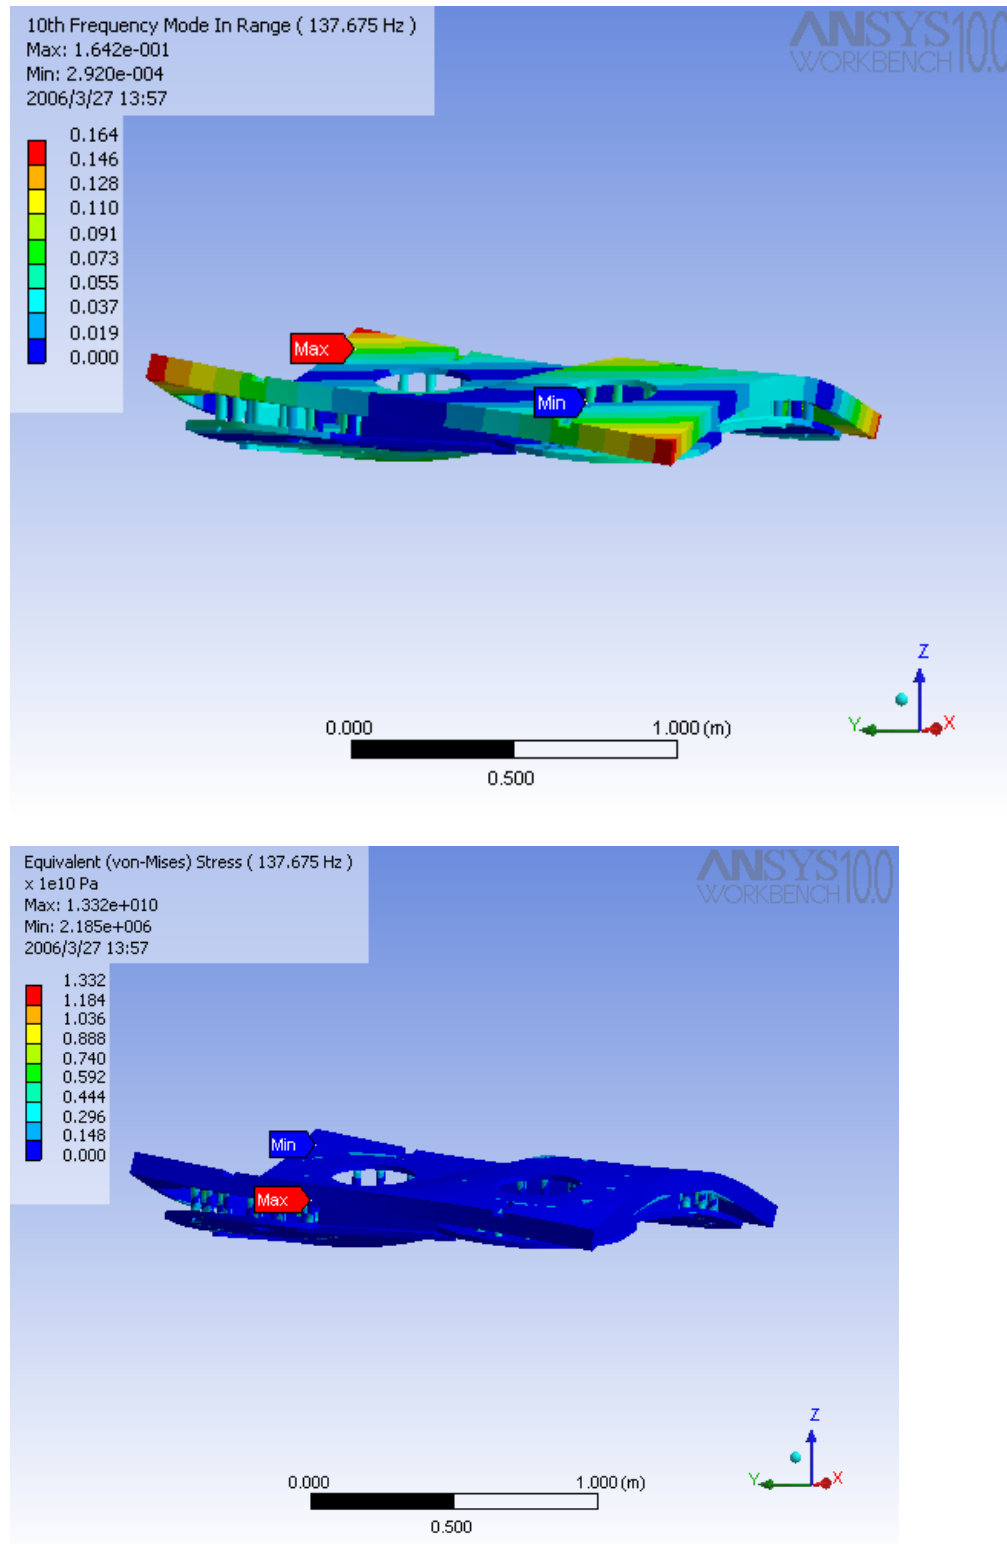 10th Frequency Mode In Range ( 137.675 Hz )
Max: 1.642e-001
Min: 2.920e-004
2006/3/27 13:57
ANSYS 10.0
WORKBENCH
0.164
0.146
0.128
0.110
0.091
0.073
0.055
0.037
0.019
0.000
Max
Min
Z
Y
X
0.000
1.000 (m)
0.500
Equivalent (von-Mises) Stress ( 137.675 Hz )
x 1e10 Pa
Max: 1.332e+010
Min: 2.185e+006
2006/3/27 13:57
ANSYS 10.0
WORKBENCH
1.332
1.184
1.036
0.888
0.740
0.592
0.444
0.296
0.148
0.000
Min
Max
Z
Y
X
0.000
1.000 (m)
0.500